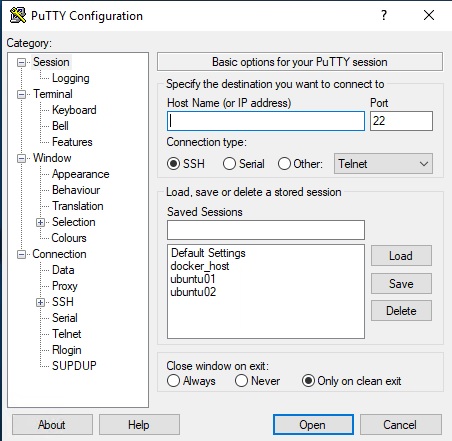 PuTTY Configuration
?
Category:
Session
Logging
Terminal
Keyboard
Bell
Features
Window
Appearance
Behaviour
Translation
Selection
Colours
Connection
Data
Proxy
SSH
Serial
Telnet
Rlogin
SUPDUP
Basic options for your PuTTY session
Specify the destination you want to connect to
Host Name (or IP address) Port
22
Connection type:
SSH Serial Other: Telnet
Load, save or delete a stored session
Saved Sessions
Default Settings
docker_host
ubuntu01
ubuntu02
Load
Save
Delete
Close window on exit:
Always Never Only on clean exit
About Help Open Cancel